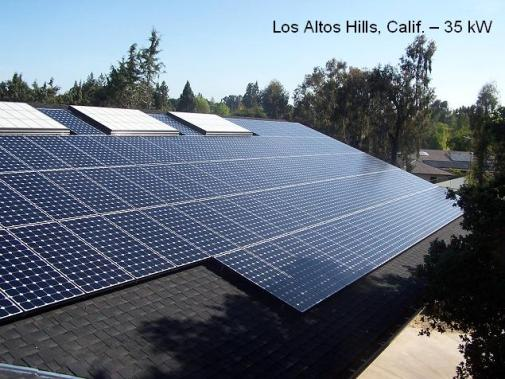 Los Altos Hills, Calif. – 35 kW